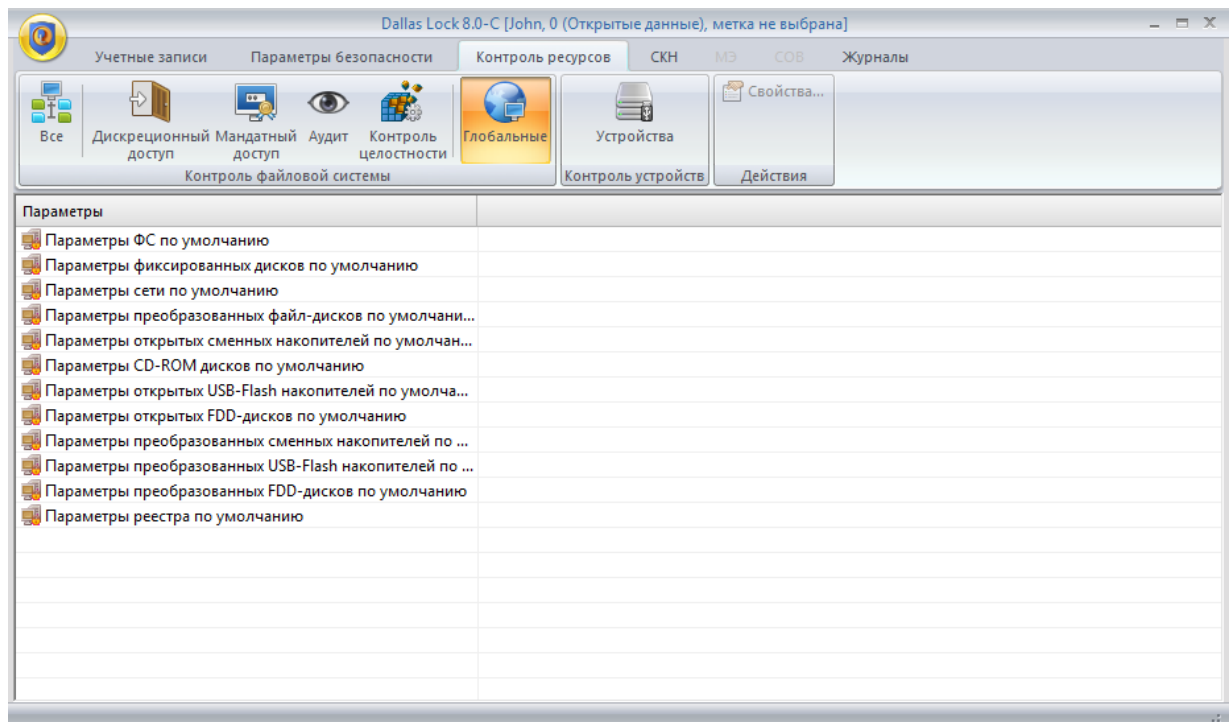 Dallas Lock 8.0-C [John, 0 (Открытые данные), метка не выбрана]
Учетные записи Параметры безопасности Контроль ресурсов СКН МЭ СОВ Журналы
Все
Дискреционный доступ
Мандатный доступ
Аудит
Контроль целостности
Глобальные
Устройства
Свойства...
Контроль файловой системы Контроль устройств Действия
Параметры
Параметры ФС по умолчанию
Параметры фиксированных дисков по умолчанию
Параметры сети по умолчанию
Параметры преобразованных файл-дисков по умолчани...
Параметры открытых сменных накопителей по умолчан...
Параметры CD-ROM дисков по умолчанию
Параметры открытых USB-Flash накопителей по умолча...
Параметры открытых FDD-дисков по умолчанию
Параметры преобразованных сменных накопителей по ...
Параметры преобразованных USB-Flash накопителей по ...
Параметры преобразованных FDD-дисков по умолчанию
Параметры реестра по умолчанию